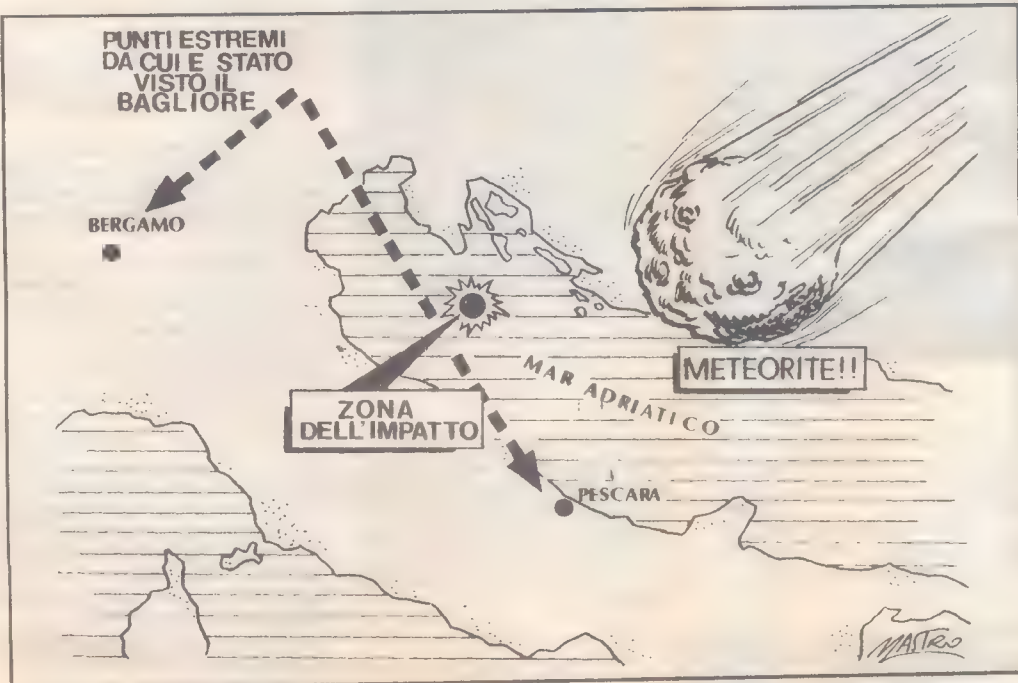 PUNTI ESTREMI
DA CUI E STATO
VISTO IL
BAGLIORE
BERGAMO
METEORITE!!
MAR ADRIATICO
ZONA
DELL'IMPATTO
PESCARA
MASTRO